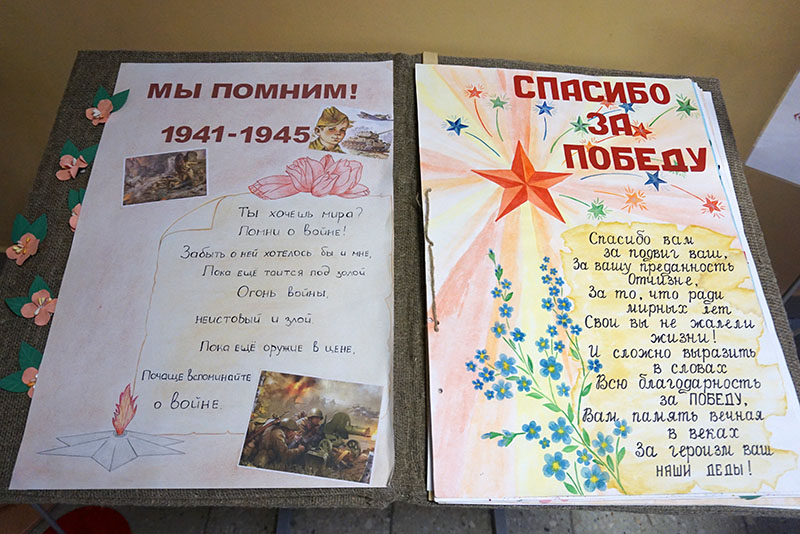 МЫ ПОМНИМ!
1941-1945
Ты хочешь мира?
Помни о войне!
Забыть о ней хотелось бы и мне,
Пока ещё таится под золой
Огонь войны,
неистовый и злой.
Пока ещё оружие в цене,
Почаще вспоминайте
о войне.
СПАСИБО
ЗА
ПОБЕДУ
Спасибо вам
за подвиг ваш,
За вашу преданность
Отчизне,
За то, что ради
мирных лет
Свои вы не жалели
жизни!
И сложно выразить
в словах
Всю благодарность
за ПОБЕДУ,
Вам память вечная
в веках
За героизм ваш
наши деды!